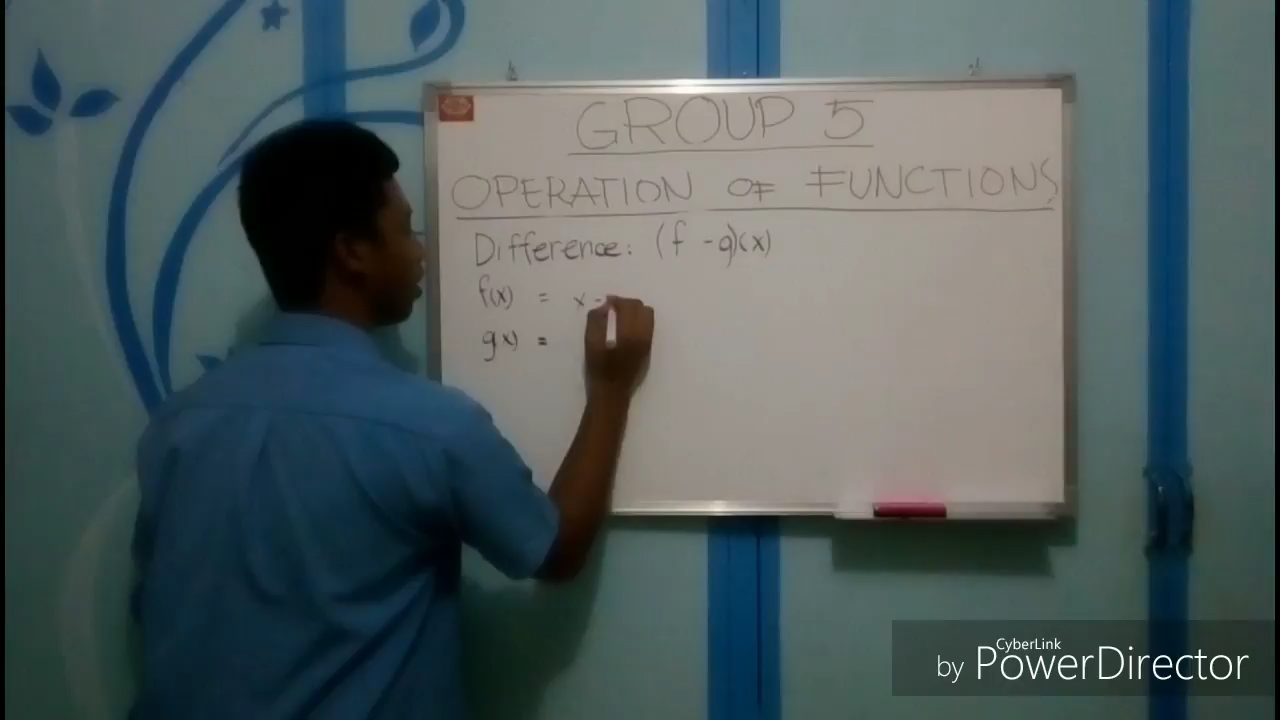 GROUP 5
OPERATION OF FUNCTIONS
Difference: (f - g)(x)
f(x) = x -
g(x) =
CyberLink
by PowerDirector